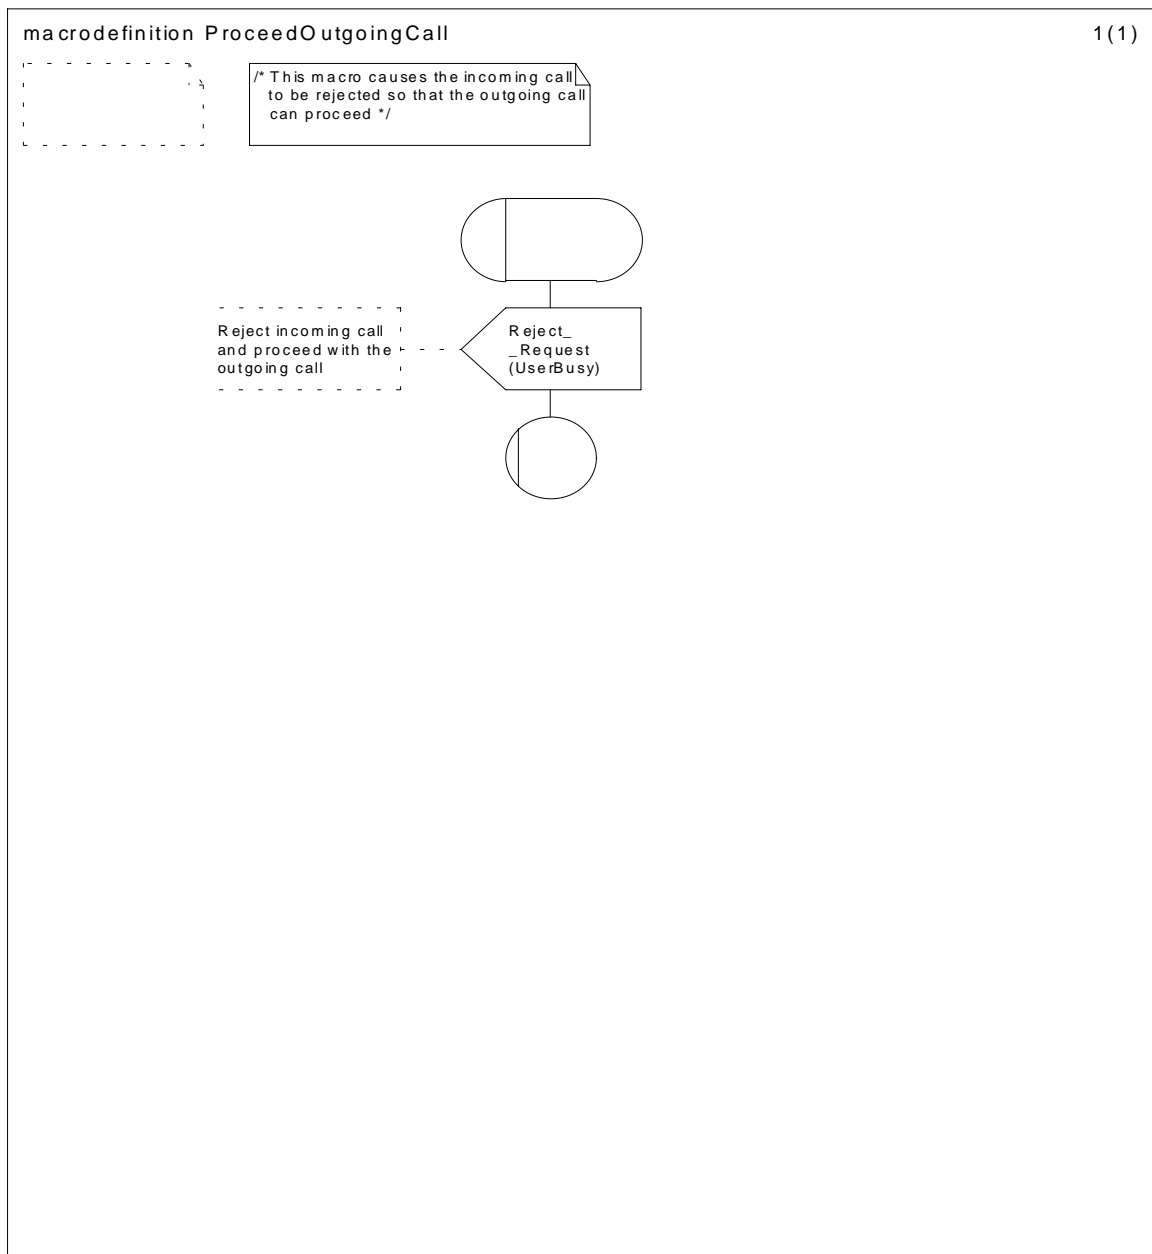 macrodefinition ProceedOutgoingCall
1(1)
/* This macro causes the incoming call
to be rejected so that the outgoing call
can proceed */
Reject incoming call
and proceed with the
outgoing call
Reject_
_Request
(UserBusy)